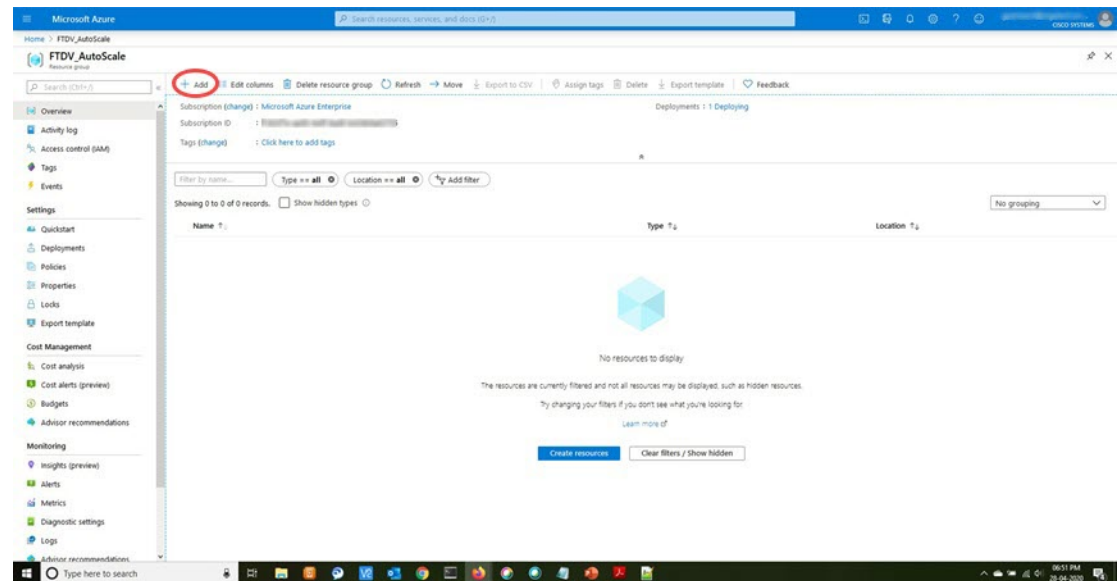 Microsoft Azure
Search resources, services, and docs (G+/)
CISCO SYSTEMS
Home > FTDV_AutoScale
FTDV_AutoScale
Resource group
Search (Ctrl+/)
Add
Edit columns
Delete resource group
Refresh
Move
Export to CSV
Assign tags
Delete
Export template
Feedback
Overview
Activity log
Access control (IAM)
Tags
Events
Settings
Quickstart
Deployments
Policies
Properties
Locks
Export template
Cost Management
Cost analysis
Cost alerts (preview)
Budgets
Advisor recommendations
Monitoring
Insights (preview)
Alerts
Metrics
Diagnostic settings
Logs
Advisor recommendations
Subscription (change) : Microsoft Azure Enterprise
Deployments : 1 Deploying
Subscription ID :
Tags (change) : Click here to add tags
Filter by name...
Type == all
Location == all
Add filter
Showing 0 to 0 of 0 records.
Show hidden types
No grouping
Name
Type
Location
No resources to display
The resources are currently filtered and not all resources may be displayed, such as hidden resources.
Try changing your filters if you don't see what you're looking for.
Learn more
Create resources
Clear filters / Show hidden
Type here to search
06:51 PM
28-04-2020